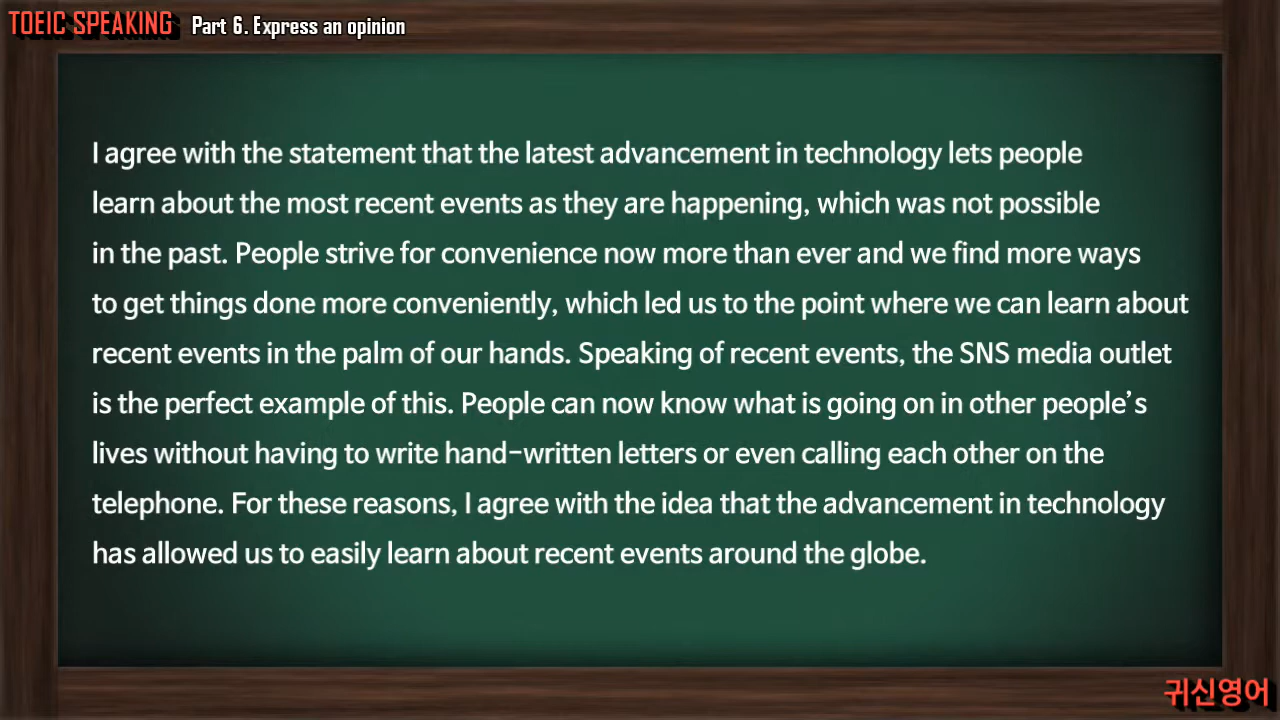 TOEIC SPEAKING Part 6. Express an opinion
I agree with the statement that the latest advancement in technology lets people
learn about the most recent events as they are happening, which was not possible
in the past. People strive for convenience now more than ever and we find more ways
to get things done more conveniently, which led us to the point where we can learn about
recent events in the palm of our hands. Speaking of recent events, the SNS media outlet
is the perfect example of this. People can now know what is going on in other people’s
lives without having to write hand-written letters or even calling each other on the
telephone. For these reasons, I agree with the idea that the advancement in technology
has allowed us to easily learn about recent events around the globe.
귀신영어